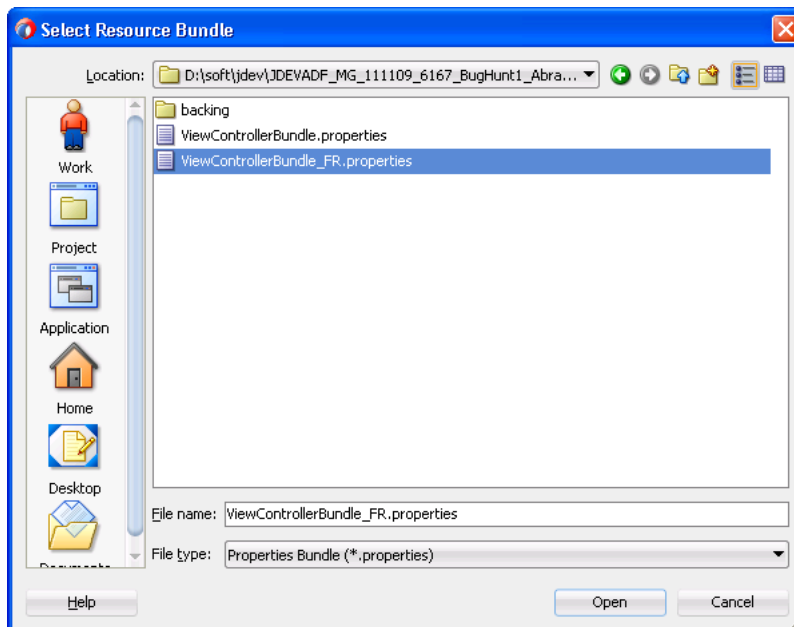 Select Resource Bundle
Location: D:\soft\jdev\JDEVADF_MG_111109_6167_BugHunt1_Abra...
Work
Project
Application
Home
Desktop
Documents
backing
ViewControllerBundle.properties
ViewControllerBundle_FR.properties
File name: ViewControllerBundle_FR.properties
File type: Properties Bundle (*.properties)
Help
Open
Cancel